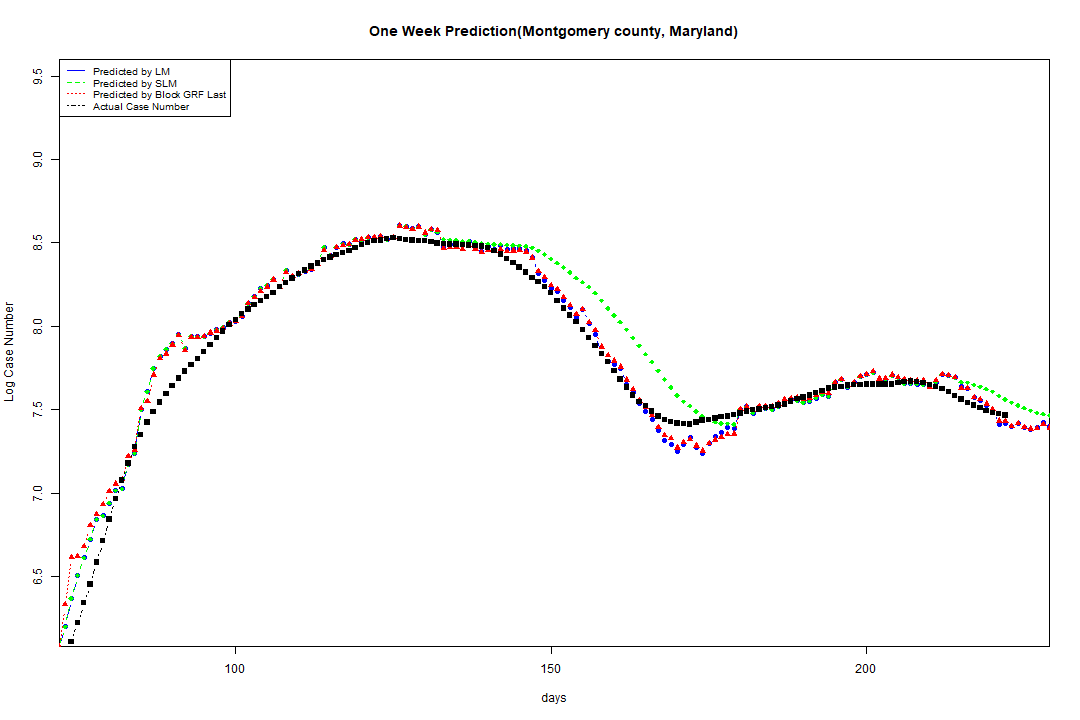 One Week Prediction(Montgomery county, Maryland)
Predicted by LM
Predicted by SLM
Predicted by Block GRF Last
Actual Case Number
9.5
9.0
8.5
8.0
7.5
7.0
6.5
Log Case Number
100 150 200
days